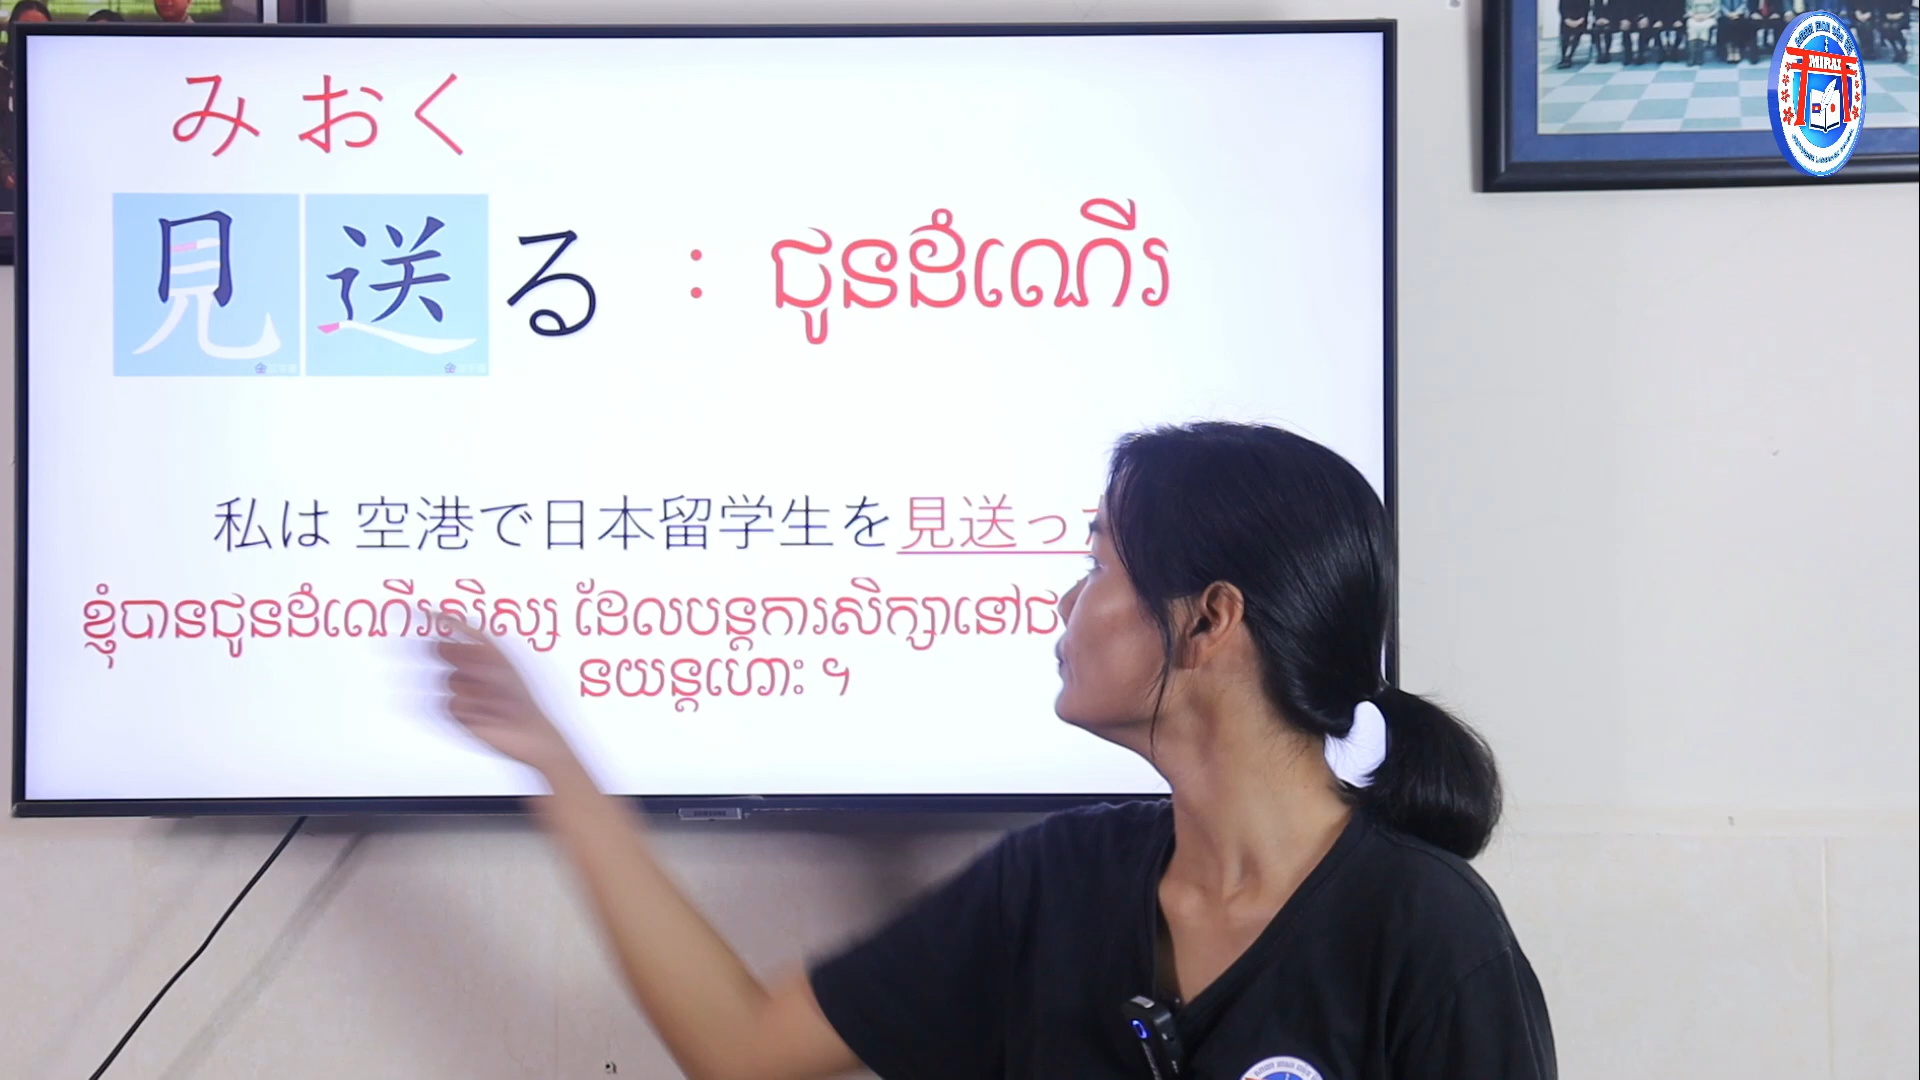 みおく
見送る : ជូនដំណើរ
私は 空港で日本留学生を見送っ
ខ្ញុំបានជូនដំណើរសិស្ស ដែលបន្តការសិក្សានៅ
នយន្តហោះ ។
MIRAI
SAMSUNG